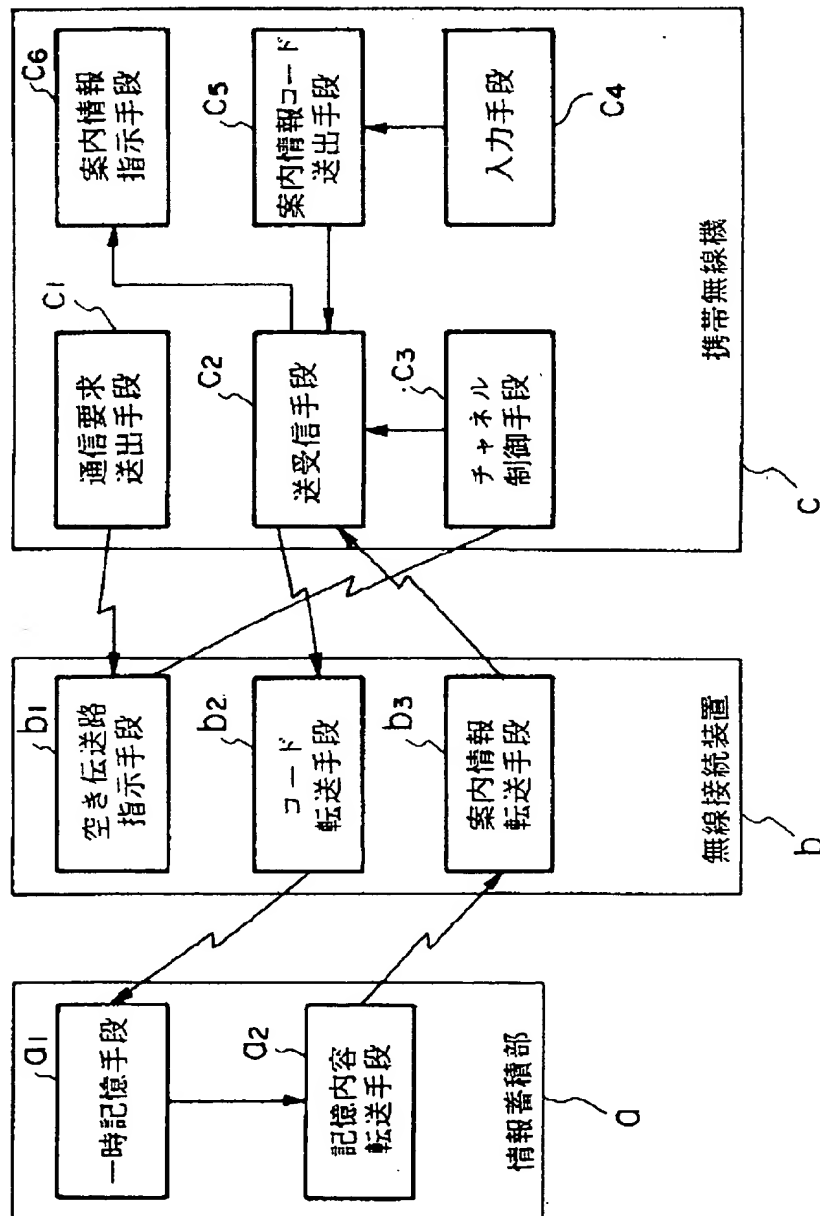 a
情報蓄積部
a1
一時記憶手段
a2
記憶内容
転送手段
b
無線接続装置
b1
空き伝送路
指示手段
b2
コード
転送手段
b3
案内情報
転送手段
c
携帯無線機
C1
通信要求
送出手段
C2
送受信手段
C3
チャネル
制御手段
C6
案内情報
指示手段
C5
案内情報コード
送出手段
C4
入力手段